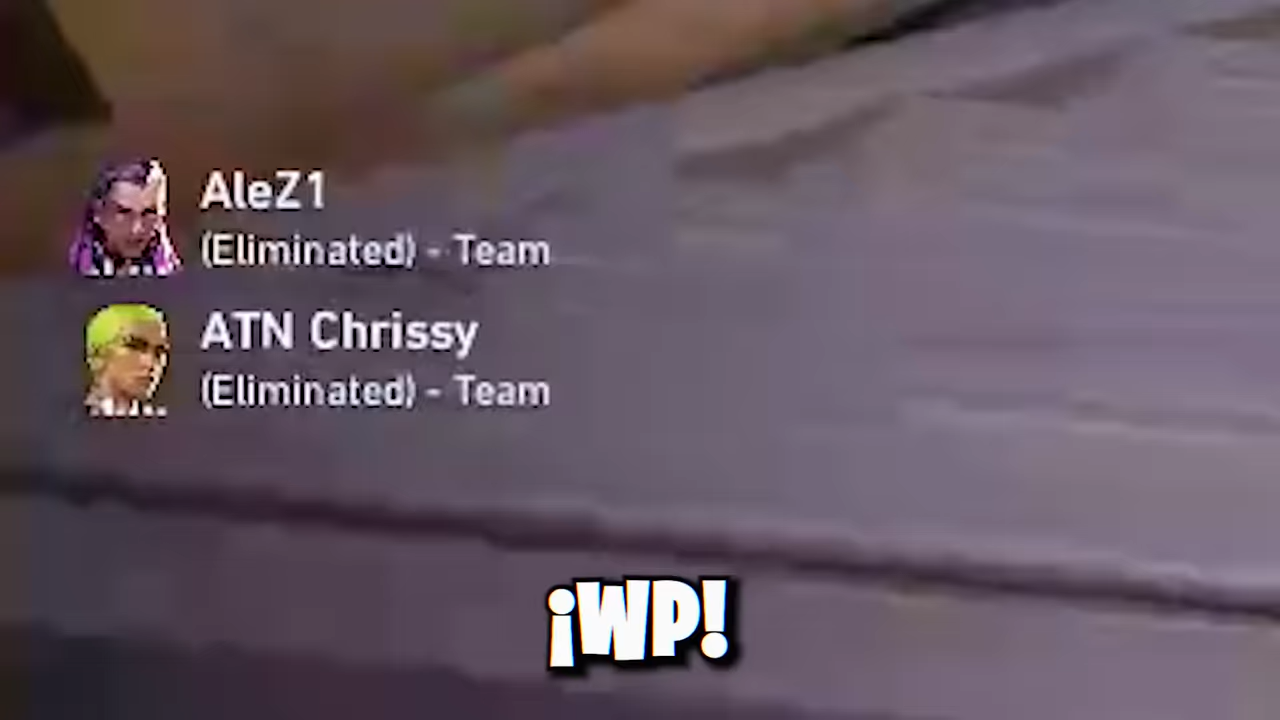 AleZ1
(Eliminated) - Team
ATN Chrissy
(Eliminated) - Team
¡WP!